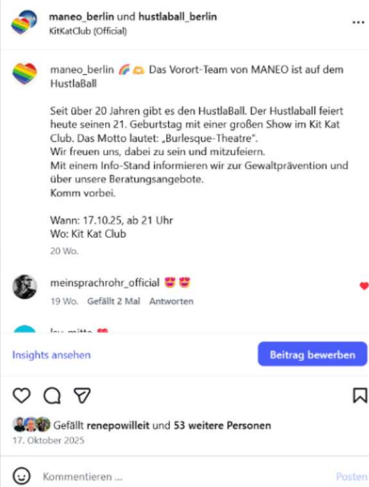 maneo_berlin und hustlaball_berlin
KitKatClub (Official)
maneo_berlin 🌈🫶 Das Vorort-Team von MANEO ist auf dem
HustlaBall
Seit über 20 Jahren gibt es den HustlaBall. Der Hustlaball feiert
heute seinen 21. Geburtstag mit einer großen Show im Kit Kat
Club. Das Motto lautet: „Burlesque-Theatre“.
Wir freuen uns, dabei zu sein und mitzufeiern.
Mit einem Info-Stand informieren wir zur Gewaltprävention und
über unsere Beratungsangebote.
Komm vorbei.
Wann: 17.10.25, ab 21 Uhr
Wo: Kit Kat Club
20 Wo.
meinsprachrohr_official 😍😍
19 Wo. Gefällt 2 Mal Antworten
Insights ansehen
Beitrag bewerben
Gefällt renepowilleit und 53 weitere Personen
17. Oktober 2025
Kommentieren ...
Posten